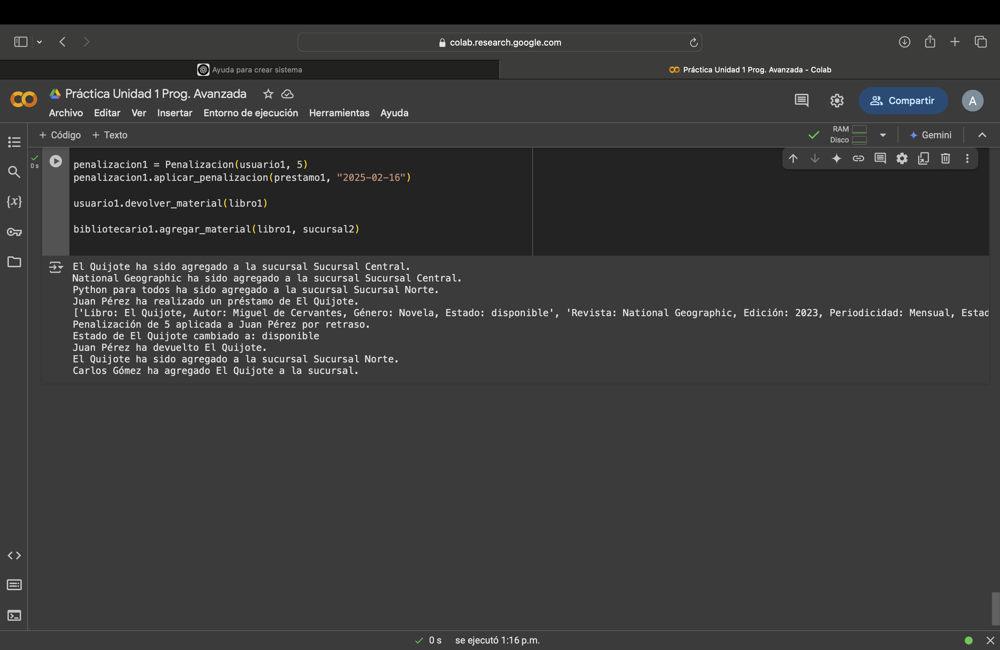 colab.research.google.com
Ayuda para crear sistema
Práctica Unidad 1 Prog. Avanzada - Colab
Práctica Unidad 1 Prog. Avanzada
Compartir
A
Archivo Editar Ver Insertar Entorno de ejecución Herramientas Ayuda
+ Código + Texto
RAM
Disco
Gemini
{x}
0 s
penalizacion1 = Penalizacion(usuario1, 5)
penalizacion1.aplicar_penalizacion(prestamo1, "2025-02-16")
usuario1.devolver_material(libro1)
bibliotecario1.agregar_material(libro1, sucursal2)
El Quijote ha sido agregado a la sucursal Sucursal Central.
National Geographic ha sido agregado a la sucursal Sucursal Central.
Python para todos ha sido agregado a la sucursal Sucursal Norte.
Juan Pérez ha realizado un préstamo de El Quijote.
['Libro: El Quijote, Autor: Miguel de Cervantes, Género: Novela, Estado: disponible', 'Revista: National Geographic, Edición: 2023, Periodicidad: Mensual, Estad
Penalización de 5 aplicada a Juan Pérez por retraso.
Estado de El Quijote cambiado a: disponible
Juan Pérez ha devuelto El Quijote.
El Quijote ha sido agregado a la sucursal Sucursal Norte.
Carlos Gómez ha agregado El Quijote a la sucursal.
0 s se ejecutó 1:16 p.m.